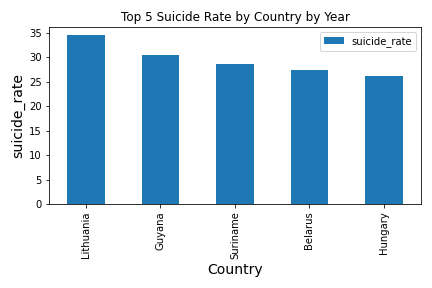 Top 5 Suicide Rate by Country by Year
suicide_rate
suicide_rate
35
30
25
20
15
10
5
0
Lithuania
Guyana
Suriname
Belarus
Hungary
Country